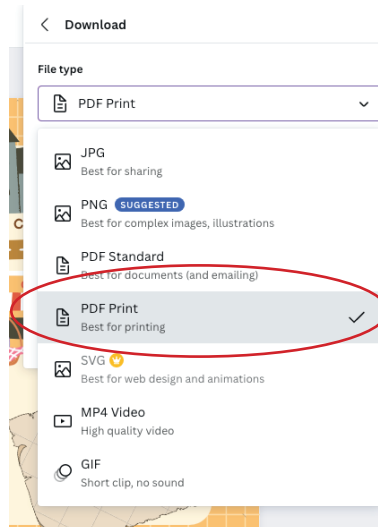 Download
File type
PDF Print
JPG
Best for sharing
PNG SUGGESTED
Best for complex images, illustrations
PDF Standard
Best for documents (and emailing)
PDF Print
Best for printing
SVG
Best for web design and animations
MP4 Video
High quality video
GIF
Short clip, no sound
C